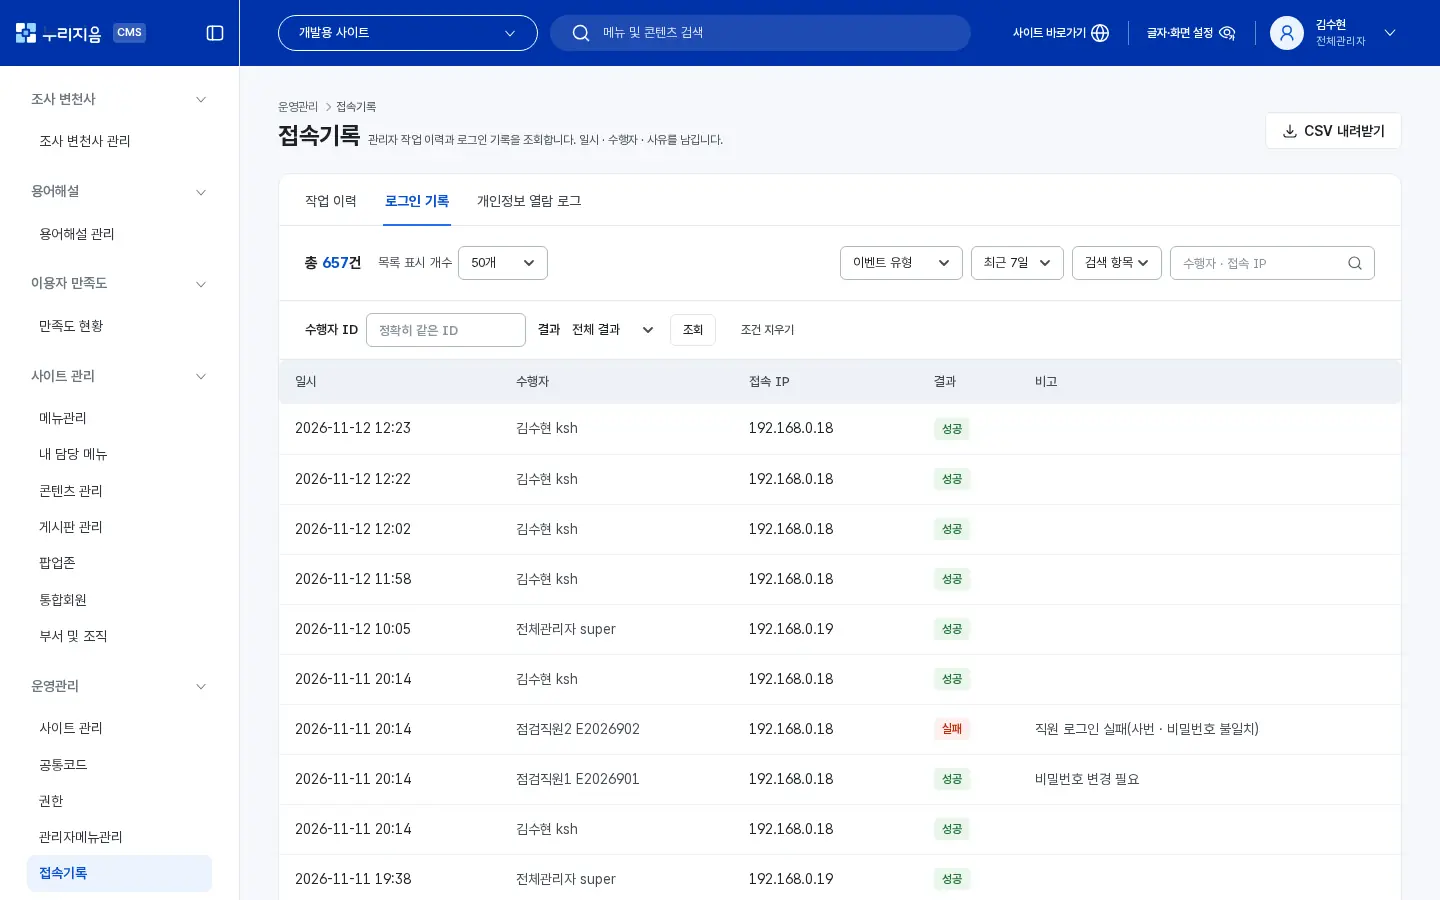 누리지음 CMS
개발용 사이트
메뉴 및 콘텐츠 검색
사이트 바로가기
글자·화면 설정
김수현
전체관리자
조사 변천사
조사 변천사 관리
용어해설
용어해설 관리
이용자 만족도
만족도 현황
사이트 관리
메뉴관리
내 담당 메뉴
콘텐츠 관리
게시판 관리
팝업존
통합회원
부서 및 조직
운영관리
사이트 관리
공통코드
권한
관리자메뉴관리
접속기록
운영관리 > 접속기록
접속기록 관리자 작업 이력과 로그인 기록을 조회합니다. 일시 · 수행자 · 사유를 남깁니다.
CSV 내려받기
작업 이력 로그인 기록 개인정보 열람 로그
총 657건 목록 표시 개수 50개 이벤트 유형 최근 7일 검색 항목 수행자 · 접속 IP
수행자 ID 정확히 같은 ID 결과 전체 결과 조회 조건 지우기
일시 수행자 접속 IP 결과 비고
2026-11-12 12:23 김수현 ksh 192.168.0.18 성공
2026-11-12 12:22 김수현 ksh 192.168.0.18 성공
2026-11-12 12:02 김수현 ksh 192.168.0.18 성공
2026-11-12 11:58 김수현 ksh 192.168.0.18 성공
2026-11-12 10:05 전체관리자 super 192.168.0.19 성공
2026-11-11 20:14 김수현 ksh 192.168.0.18 성공
2026-11-11 20:14 점검직원2 E2026902 192.168.0.18 실패 직원 로그인 실패(사번 · 비밀번호 불일치)
2026-11-11 20:14 점검직원1 E2026901 192.168.0.18 성공 비밀번호 변경 필요
2026-11-11 20:14 김수현 ksh 192.168.0.18 성공
2026-11-11 19:38 전체관리자 super 192.168.0.19 성공